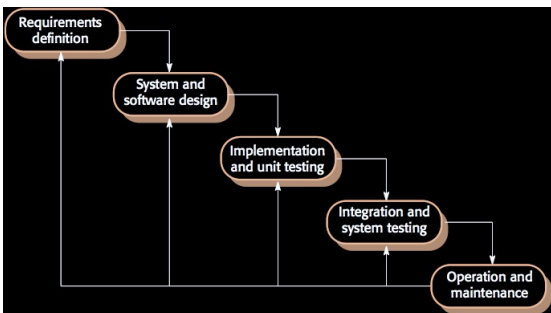 Requirements
definition
System and
software design
Implementation
and unit testing
Integration and
system testing
Operation and
maintenance